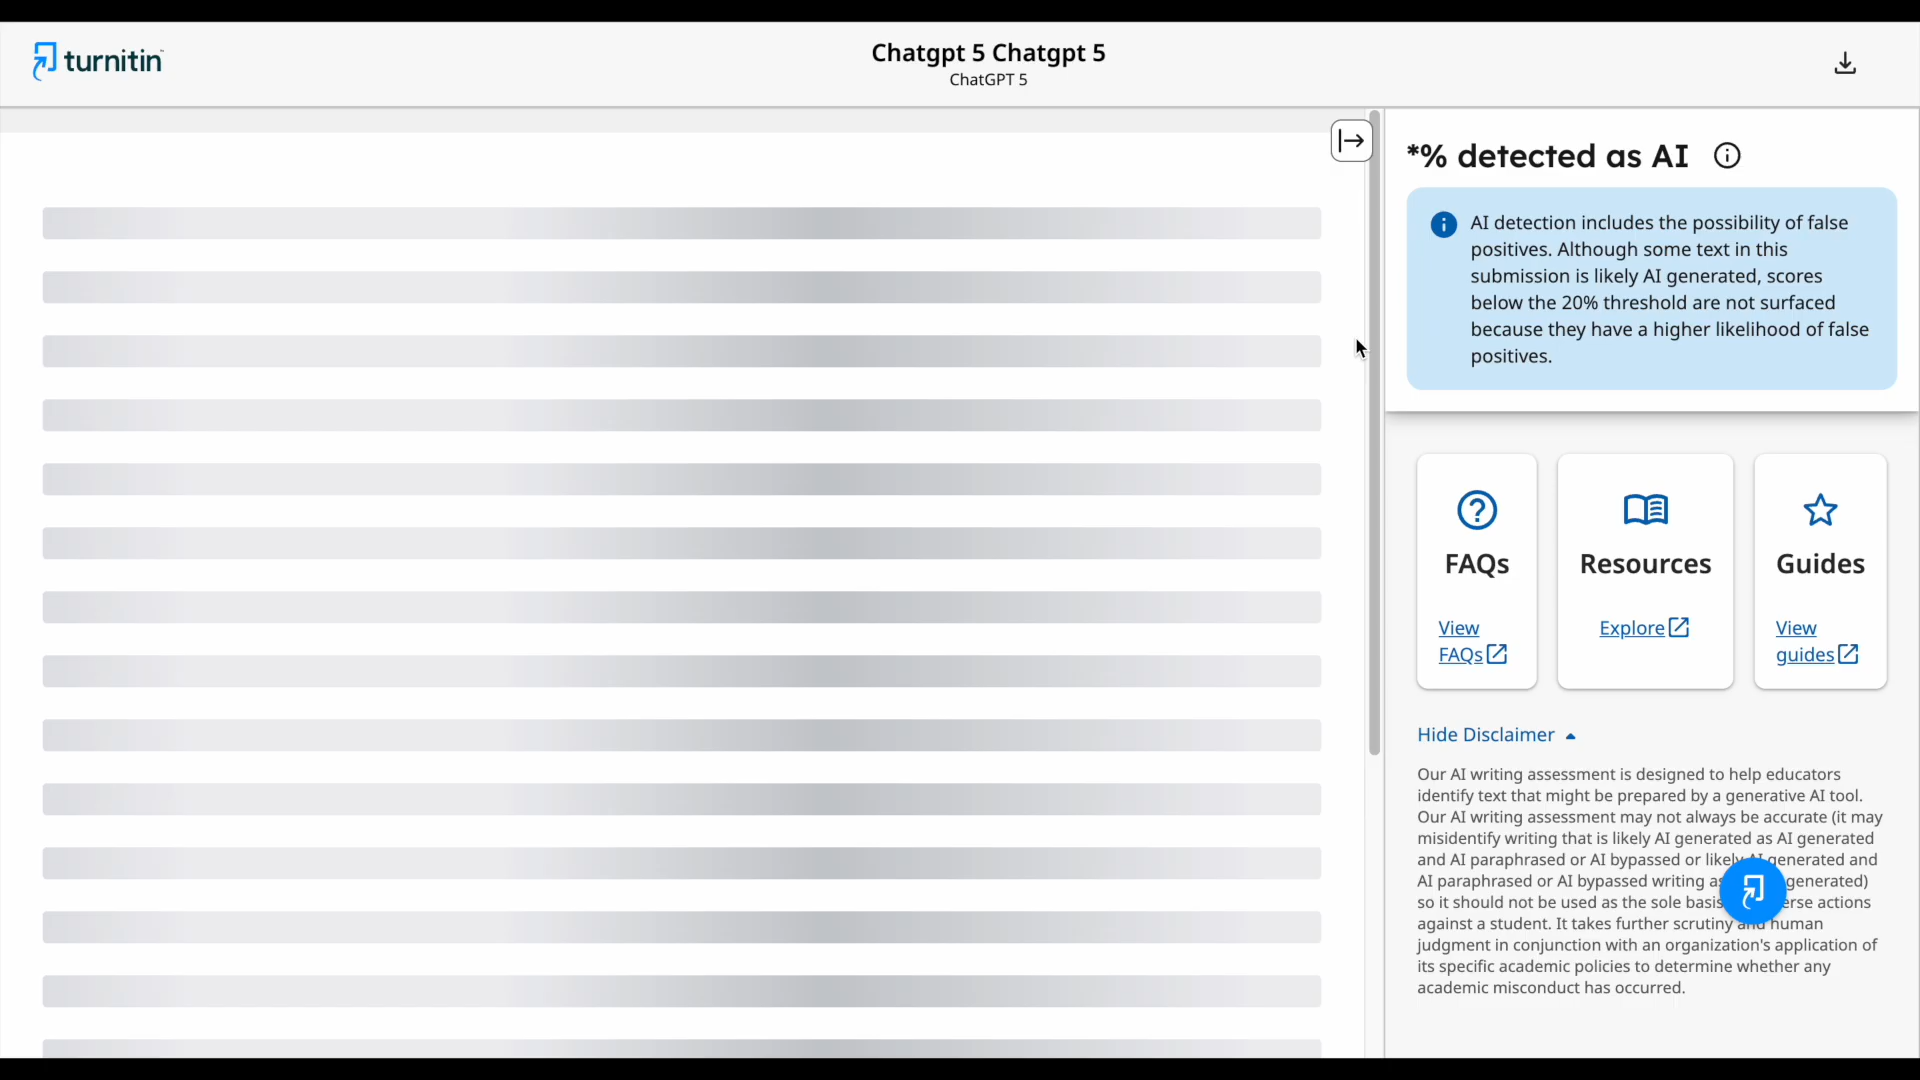 turnitin
Chatgpt 5 Chatgpt 5
ChatGPT 5
*% detected as AI
AI detection includes the possibility of false
positives. Although some text in this
submission is likely AI generated, scores
below the 20% threshold are not surfaced
because they have a higher likelihood of false
positives.
FAQs
View
FAQs
Resources
Explore
Guides
View
guides
Hide Disclaimer
Our AI writing assessment is designed to help educators
identify text that might be prepared by a generative AI tool.
Our AI writing assessment may not always be accurate (it may
misidentify writing that is likely AI generated as AI generated
and AI paraphrased or AI bypassed or likely AI generated and
AI paraphrased or AI bypassed writing generated)
so it should not be used as the sole basis actions
against a student. It takes further scrutiny and human
judgment in conjunction with an organization's application of
its specific academic policies to determine whether any
academic misconduct has occurred.